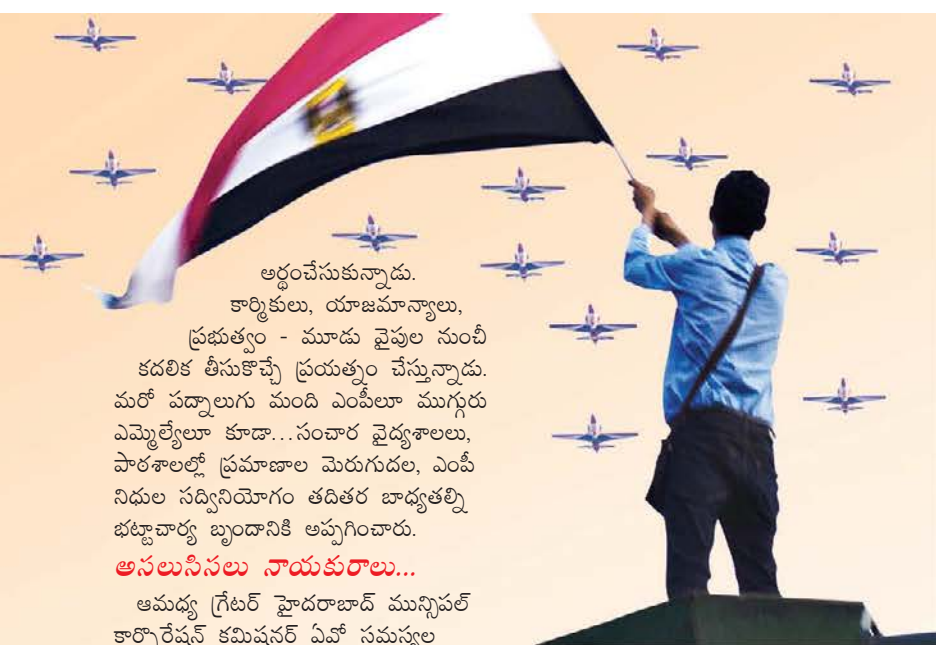 అర్థంచేసుకున్నాడు.
కార్మికులు, యాజమాన్యాలు,
ప్రభుత్వం - మూడు వైపుల నుంచీ
కదలిక తీసుకొచ్చే ప్రయత్నం చేస్తున్నాడు.
మరో పద్నాలుగు మంది ఎంపీలూ ముగ్గురు
ఎమ్మెల్యేలూ కూడా...సంచార వైద్యశాలలు,
పాఠశాలల్లో ప్రమాణాల మెరుగుదల, ఎంపీ
నిధుల సద్వినియోగం తదితర బాధ్యతల్ని
భట్టాచార్య బృందానికి అప్పగించారు.
అసలుసిసలు నాయకురాలు...
ఆమధ్య గ్రేటర్ హైదరాబాద్ మున్సిపల్
కార్పొరేషన్ కమిషనర్ ఏవో సమస్యల